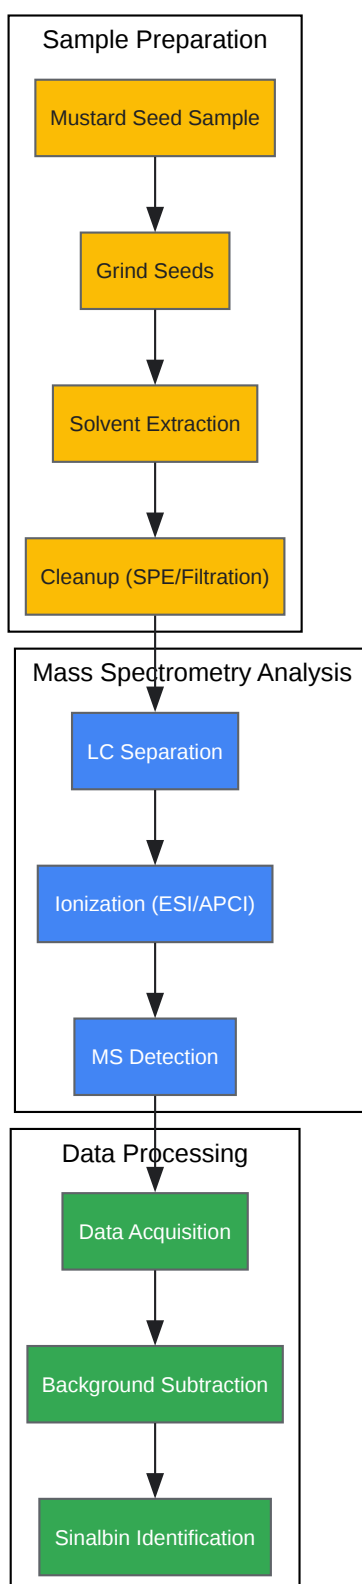 Sample Preparation
Mustard Seed Sample
Grind Seeds
Solvent Extraction
Cleanup (SPE/Filtration)
Mass Spectrometry Analysis
LC Separation
Ionization (ESI/APCI)
MS Detection
Data Processing
Data Acquisition
Background Subtraction
Sinalbin Identification